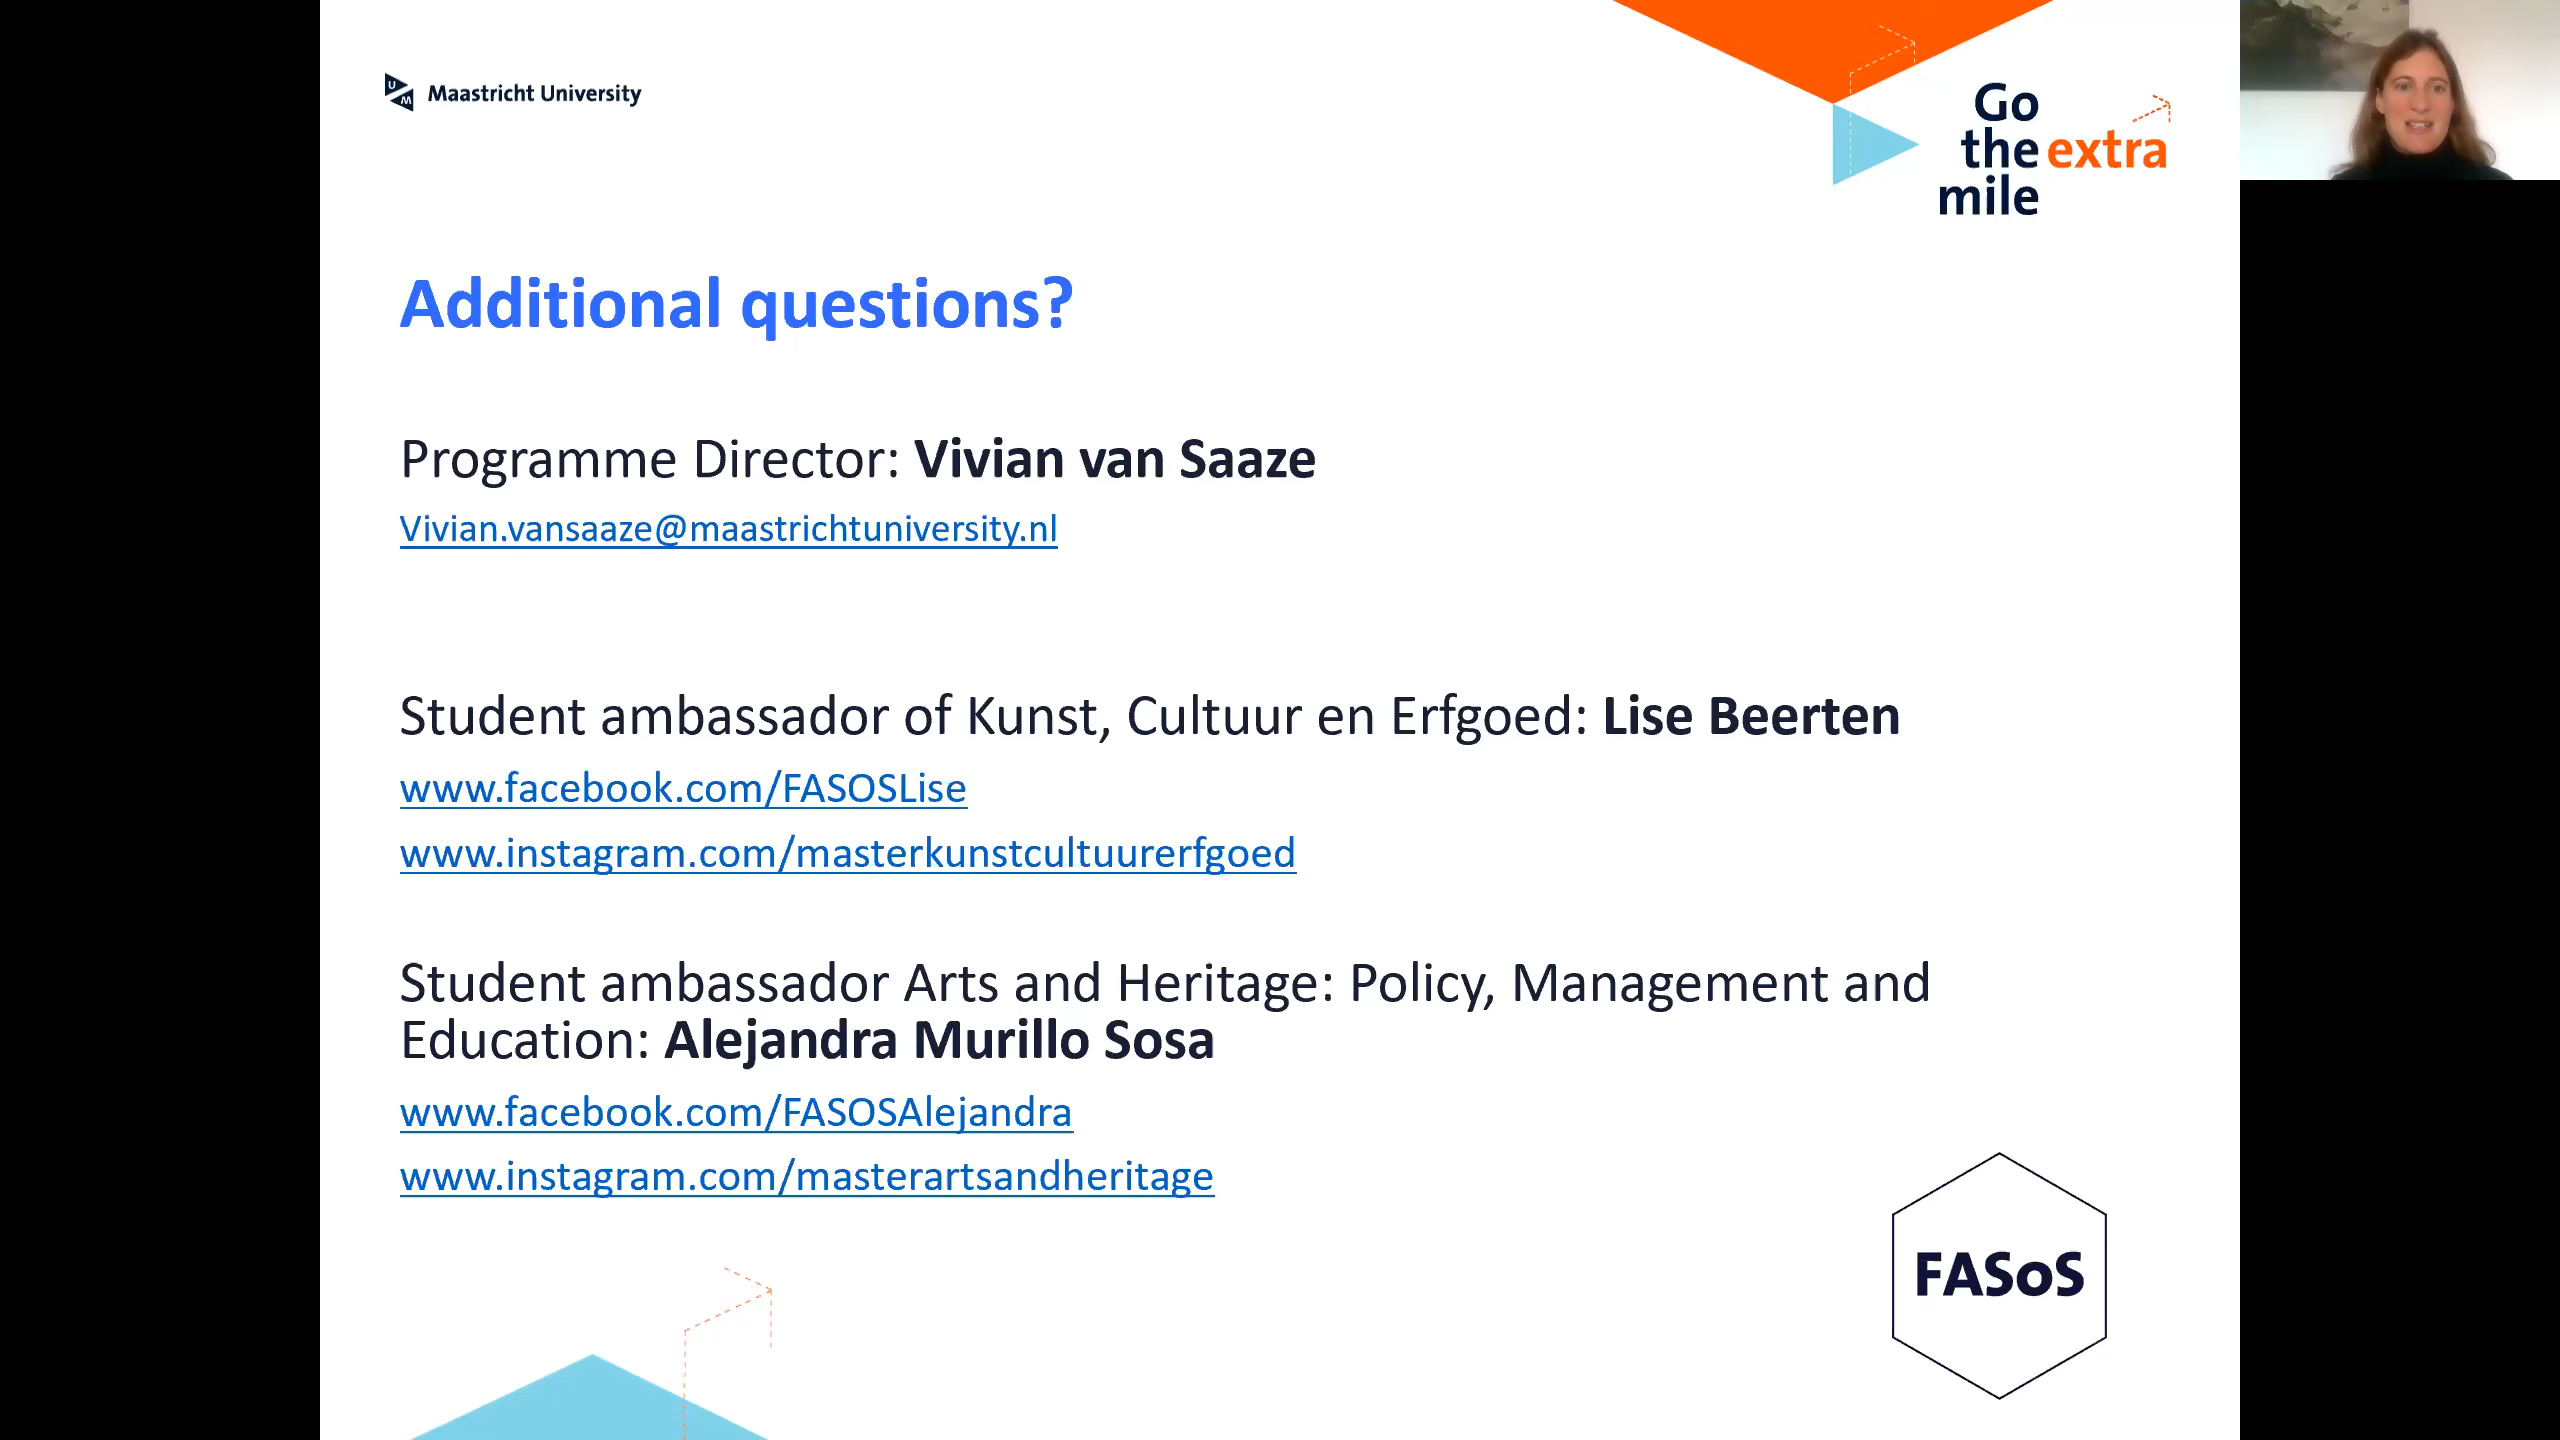 UM Maastricht University
Go
the extra
mile
Additional questions?
Programme Director: Vivian van Saaze
Vivian.vansaaze@maastrichtuniversity.nl
Student ambassador of Kunst, Cultuur en Erfgoed: Lise Beerten
www.facebook.com/FASOSLise
www.instagram.com/masterkunstcultuurerfgoed
Student ambassador Arts and Heritage: Policy, Management and
Education: Alejandra Murillo Sosa
www.facebook.com/FASOSAlejandra
www.instagram.com/masterartsandheritage
FASoS